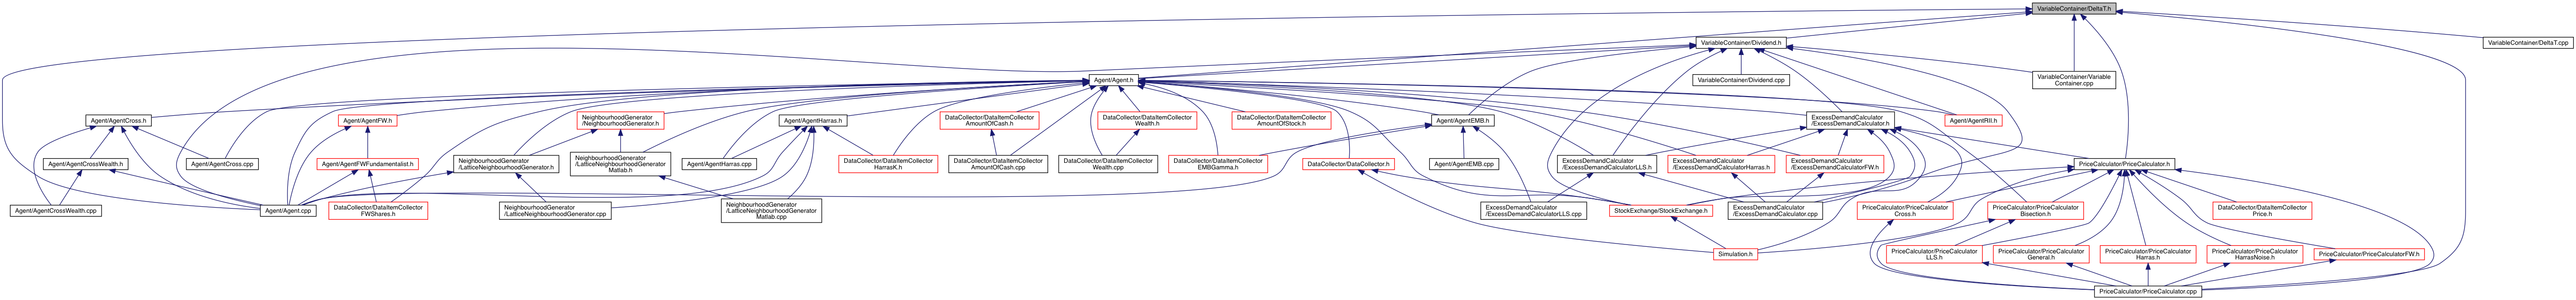 VariableContainer/DeltaT.h
VariableContainer/Dividend.h
VariableContainer/DeltaT.cpp
Agent/Agent.h
VariableContainer/Dividend.cpp
VariableContainer/Variable
Container.cpp
Agent/AgentCross.h
Agent/AgentFW.h
NeighbourhoodGenerator
/NeighbourhoodGenerator.h
Agent/AgentHarras.h
DataCollector/DataItemCollector
AmountOfCash.h
DataCollector/DataItemCollector
Wealth.h
DataCollector/DataItemCollector
AmountOfStock.h
Agent/AgentEMB.h
ExcessDemandCalculator
/ExcessDemandCalculator.h
Agent/AgentRII.h
Agent/AgentCrossWealth.h
Agent/AgentCross.cpp
Agent/AgentFWFundamentalist.h
NeighbourhoodGenerator
/LatticeNeighbourhoodGenerator.h
NeighbourhoodGenerator
/LatticeNeighbourhoodGenerator
Matlab.h
Agent/AgentHarras.cpp
DataCollector/DataItemCollector
HarrasK.h
DataCollector/DataItemCollector
AmountOfCash.cpp
DataCollector/DataItemCollector
Wealth.cpp
DataCollector/DataItemCollector
EMBGamma.h
DataCollector/DataCollector.h
Agent/AgentEMB.cpp
ExcessDemandCalculator
/ExcessDemandCalculatorLLS.h
ExcessDemandCalculator
/ExcessDemandCalculatorHarras.h
ExcessDemandCalculator
/ExcessDemandCalculatorFW.h
PriceCalculator/PriceCalculator.h
Agent/AgentCrossWealth.cpp
Agent/Agent.cpp
DataCollector/DataItemCollector
FWShares.h
NeighbourhoodGenerator
/LatticeNeighbourhoodGenerator.cpp
NeighbourhoodGenerator
/LatticeNeighbourhoodGenerator
Matlab.cpp
ExcessDemandCalculator
/ExcessDemandCalculatorLLS.cpp
StockExchange/StockExchange.h
ExcessDemandCalculator
/ExcessDemandCalculator.cpp
PriceCalculator/PriceCalculator
Cross.h
PriceCalculator/PriceCalculator
Bisection.h
DataCollector/DataItemCollector
Price.h
Simulation.h
PriceCalculator/PriceCalculator
LLS.h
PriceCalculator/PriceCalculator
General.h
PriceCalculator/PriceCalculator
Harras.h
PriceCalculator/PriceCalculator
HarrasNoise.h
PriceCalculator/PriceCalculatorFW.h
PriceCalculator/PriceCalculator.cpp